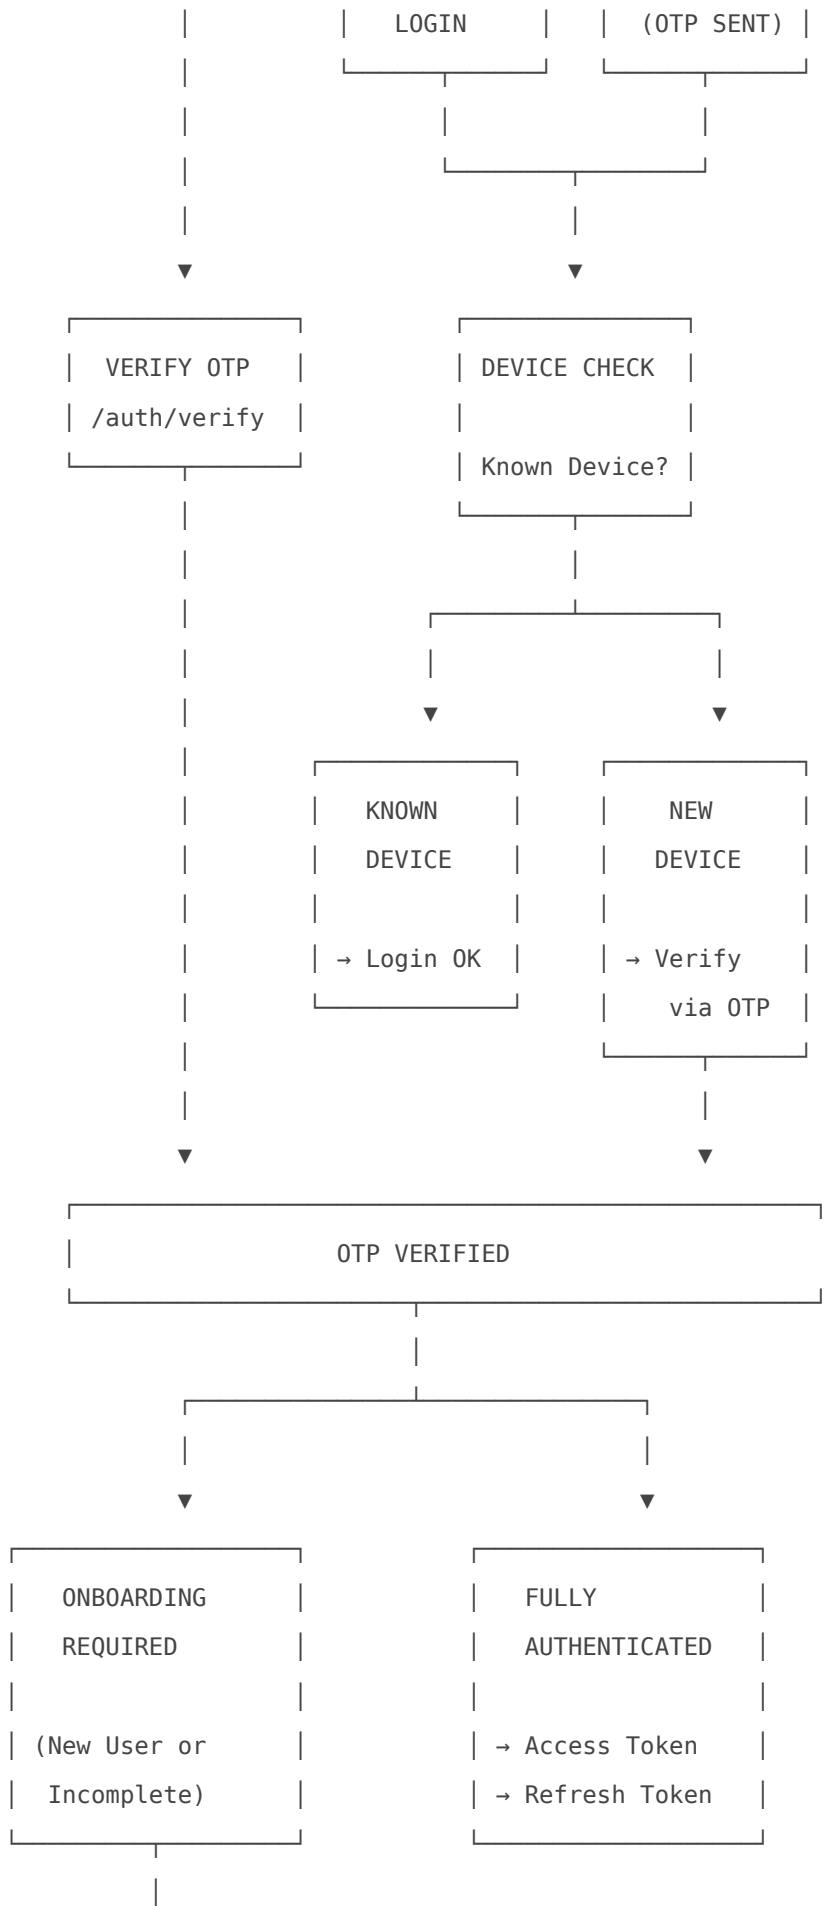 LOGIN (OTP SENT)
VERIFY OTP DEVICE CHECK
/auth/verify
Known Device?
KNOWN NEW
DEVICE DEVICE
→ Login OK → Verify
via OTP
OTP VERIFIED
ONBOARDING FULLY
REQUIRED AUTHENTICATED
(New User or → Access Token
Incomplete) → Refresh Token